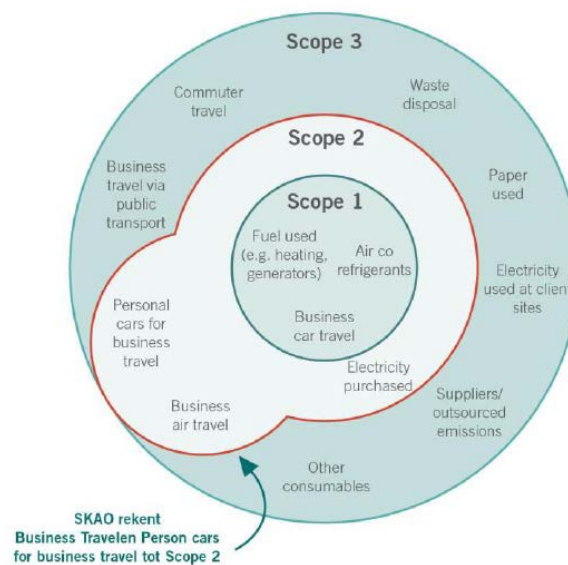 Scope 3
Commuter
travel
Waste
disposal
Scope 2
Business
travel via
public
transport
Paper
used
Scope 1
Fuel used
(e.g. heating,
generators)
Air co
refrigerants
Electricity
used at client
sites
Personal
cars for
business
travel
Business
car travel
Electricity
purchased
Business
air travel
Suppliers/
outsourced
emissions
Other
consumables
SKAO rekent
Business Travelen Person cars
for business travel tot Scope 2